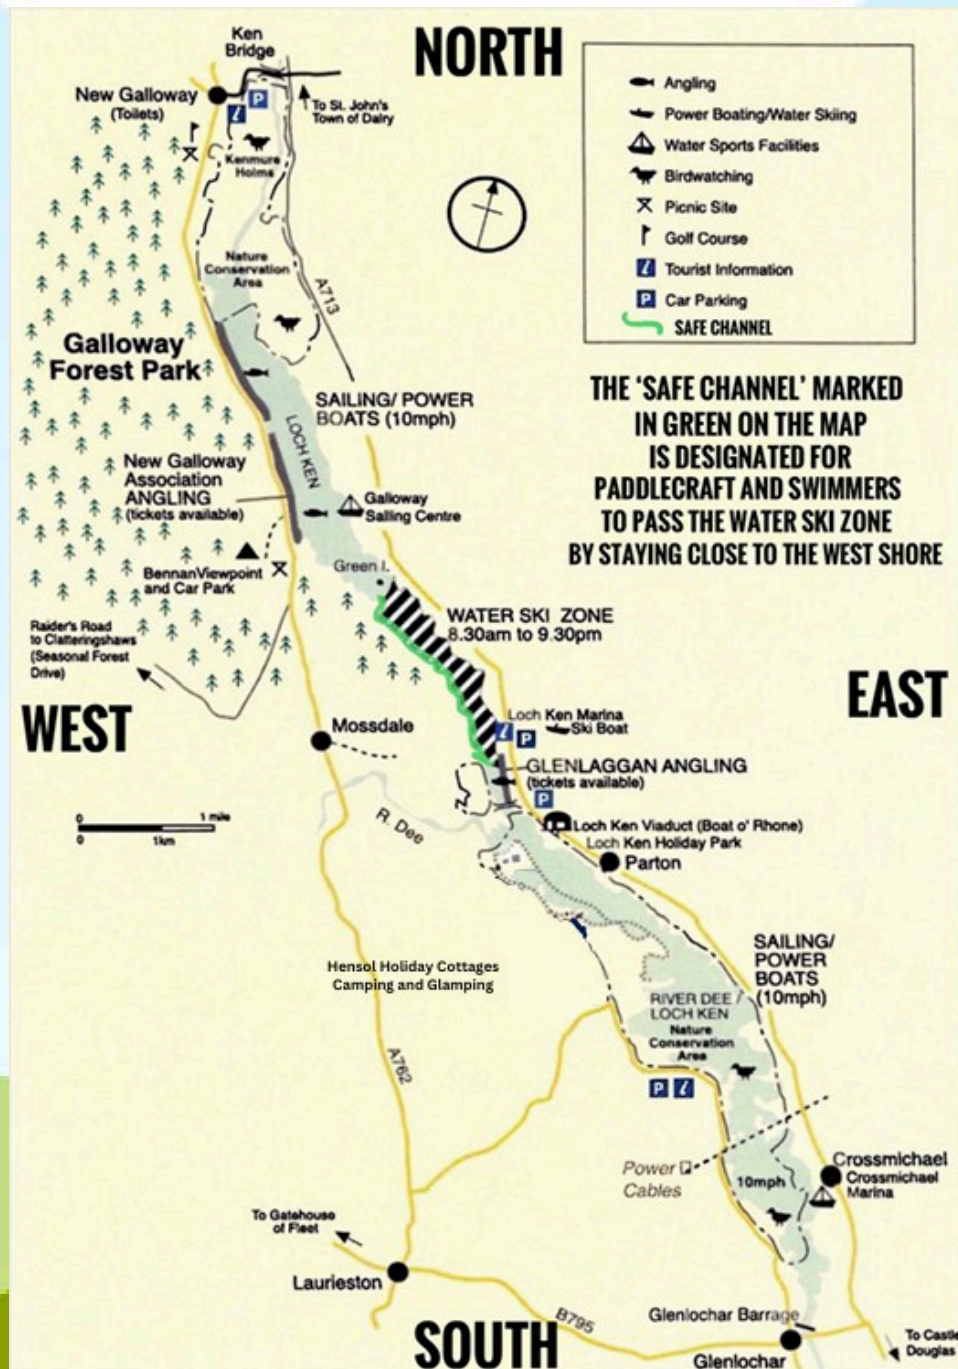 NORTH
Ken
Bridge
New Galloway
(Toilets)
P
i
To St. John's
Town of Dalry
Kenmure
Holms
Angling
Power Boating/Water Skiing
Water Sports Facilities
Birdwatching
Picnic Site
Golf Course
i Tourist Information
P Car Parking
SAFE CHANNEL
Nature
Conservation
Area
A713
Galloway
Forest Park
THE ‘SAFE CHANNEL’ MARKED
IN GREEN ON THE MAP
IS DESIGNATED FOR
PADDLECRAFT AND SWIMMERS
TO PASS THE WATER SKI ZONE
BY STAYING CLOSE TO THE WEST SHORE
SAILING/ POWER
BOATS (10mph)
LOCH KEN
New Galloway
Association
ANGLING
(tickets available)
Galloway
Sailing Centre
Green I.
Bennan Viewpoint
and Car Park
WATER SKI ZONE
8.30am to 9.30pm
Raider's Road
to Clatteringshaws
(Seasonal Forest
Drive)
WEST
EAST
Mossdale
Loch Ken Marina
Ski Boat
i P
GLENLAGGAN ANGLING
(tickets available)
P
0 1 mile
0 1km
R. Dee
Loch Ken Viaduct (Boat o' Rhone)
Loch Ken Holiday Park
Parton
SAILING/
POWER
BOATS
(10mph)
Hensol Holiday Cottages
Camping and Glamping
RIVER DEE /
LOCH KEN
Nature
Conservation
Area
A762
P i
Power
Cables
10mph
Crossmichael
Crossmichael
Marina
To Gatehouse
of Fleet
Laurieston
B795
SOUTH
Glenlochar Barrage
Glenlochar
To Castle
Douglas